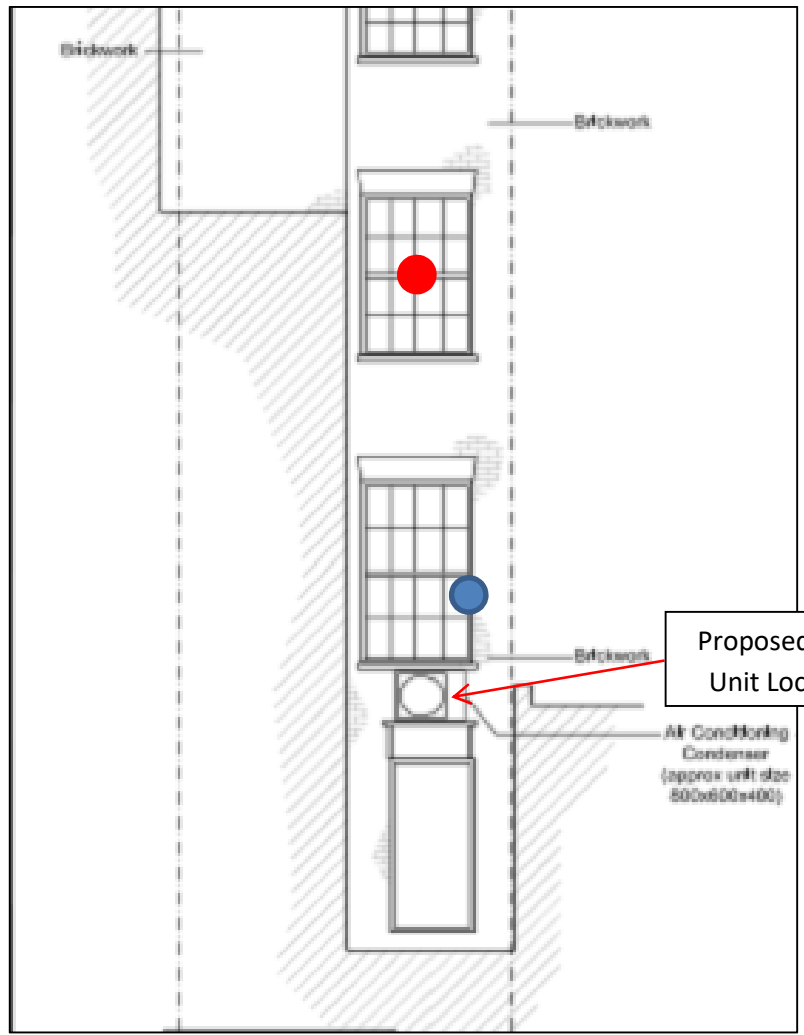 Brickwork
Brickwork
Proposed
Unit Loc
Brickwork
Air Conditioning
Condenser
(approx unit size
600x600x400)